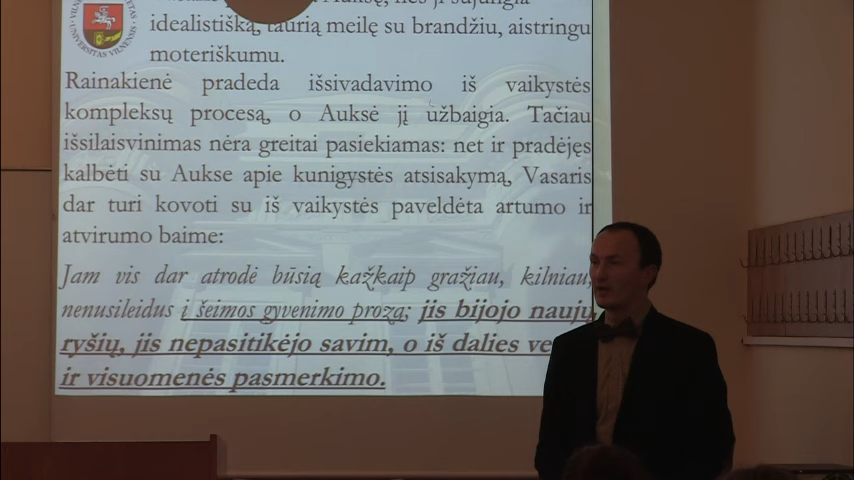 idealistišką, taurią meilę su brandžiu, aistringu
moteriškumu.
Rainakienė pradeda išsivadavimo iš vaikystės
kompleksų procesą, o Auksė jį užbaigia. Tačiau
išsilaisvinimas nėra greitai pasiekiamas: net ir pradėjęs
kalbėti su Aukse apie kunigystės atsisakymą, Vasaris
dar turi kovoti su iš vaikystės paveldėta artumo ir
atvirumo baime:
Jam vis dar atrodė būsią kažkaip gražiau, kilniau,
nenusileidus į šeimos gyvenimo prozą; jis bijojo naujų
ryšių, jis nepasitikėjo savim, o iš dalies
ir visuomenės pasmerkimo.
UNIVERSITAS VILNENSIS